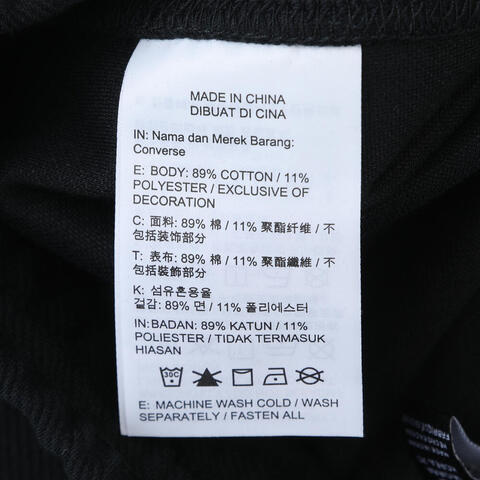 MADE IN CHINA
DIBUAT DI CINA
IN: Nama dan Merek Barang:
Converse
E: BODY: 89% COTTON / 11%
POLYESTER / EXCLUSIVE OF
DECORATION
C: 面料: 89% 棉 / 11% 聚酯纤维 / 不
包括装饰部分
T: 表布: 89% 棉 / 11% 聚酯纖維 / 不
包括裝飾部分
K: 섬유혼용율
겉감: 89% 면 / 11% 폴리에스터
IN:BADAN: 89% KATUN / 11%
POLIESTER / TIDAK TERMASUK
HIASAN
30C
E: MACHINE WASH COLD / WASH
SEPARATELY / FASTEN ALL